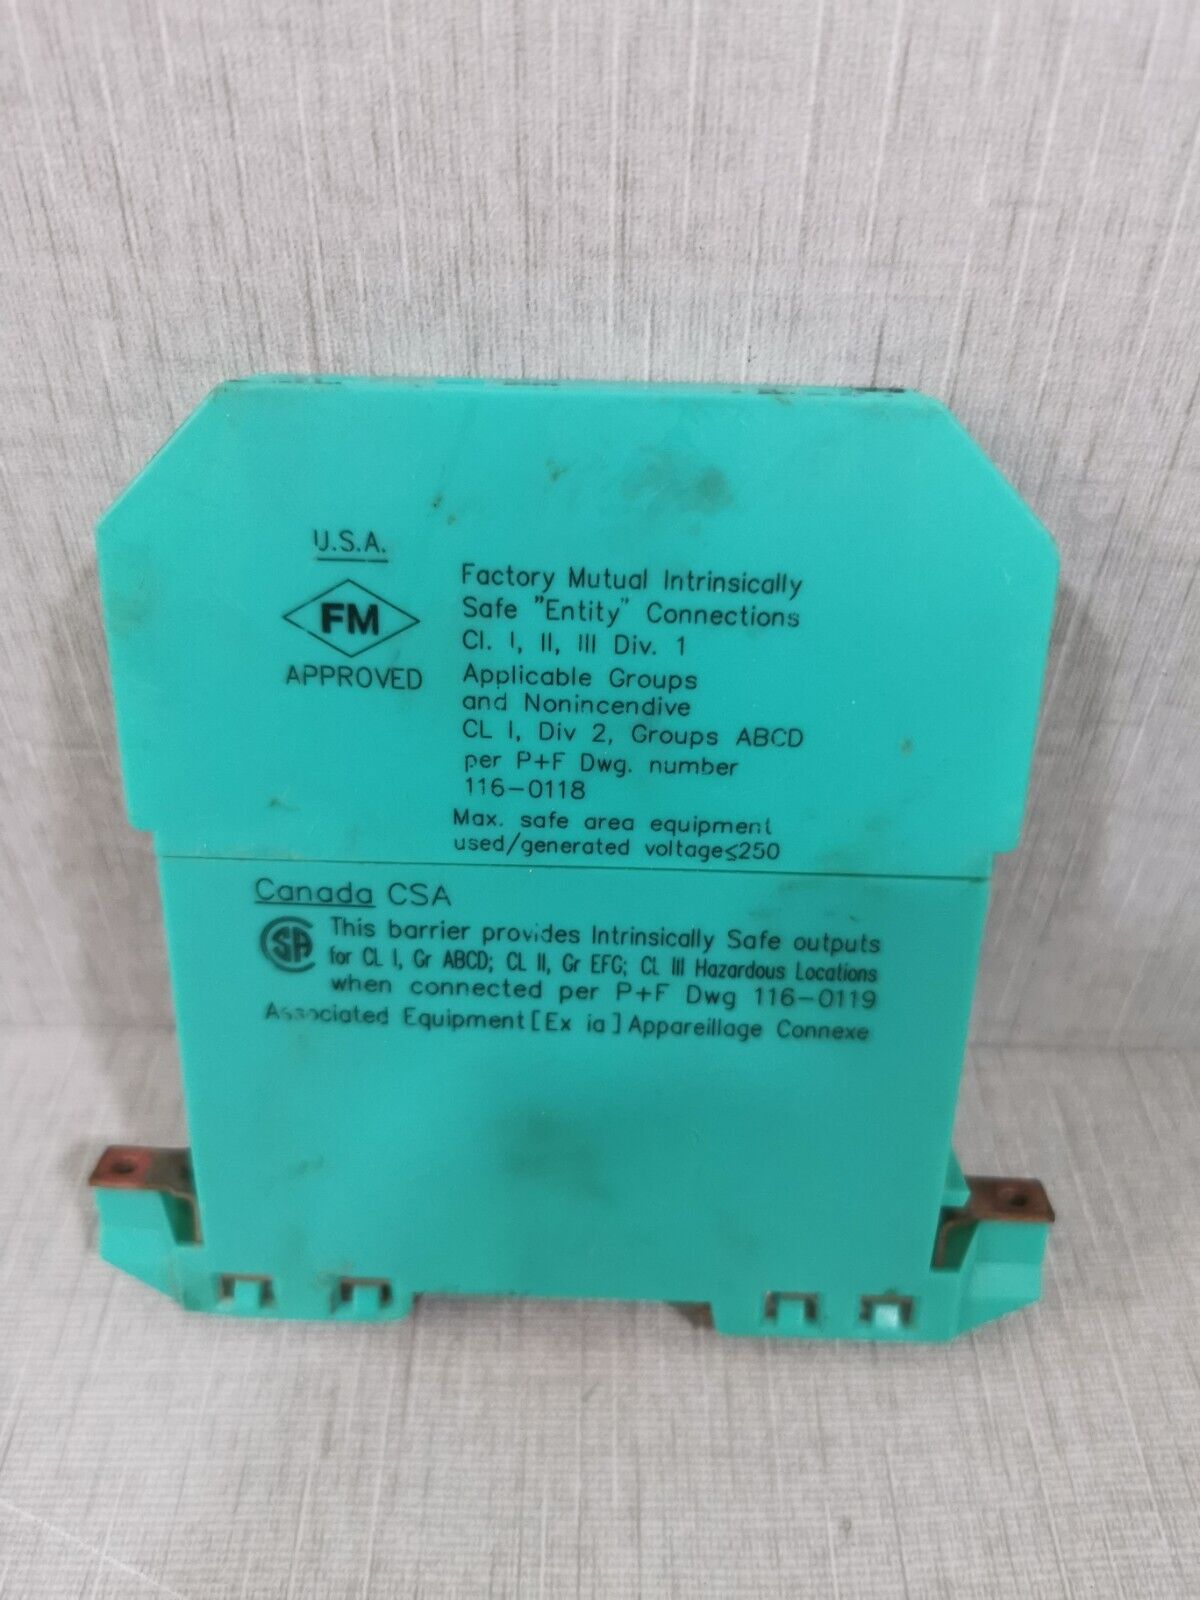 U.S.A.
FM
APPROVED
Factory Mutual Intrinsically
Safe "Entity" Connections
Cl. I, II, III Div. 1
Applicable Groups
and Nonincendive
CL I, Div 2, Groups ABCD
per P+F Dwg. number
116-0118
Max. safe area equipment
used/generated voltage≤250
Canada CSA
SA This barrier provides Intrinsically Safe outputs
for CL I, Gr ABCD; CL II, Gr EFG; CL III Hazardous Locations
when connected per P+F Dwg 116-0119
Associated Equipment [Ex ia] Appareillage Connexe